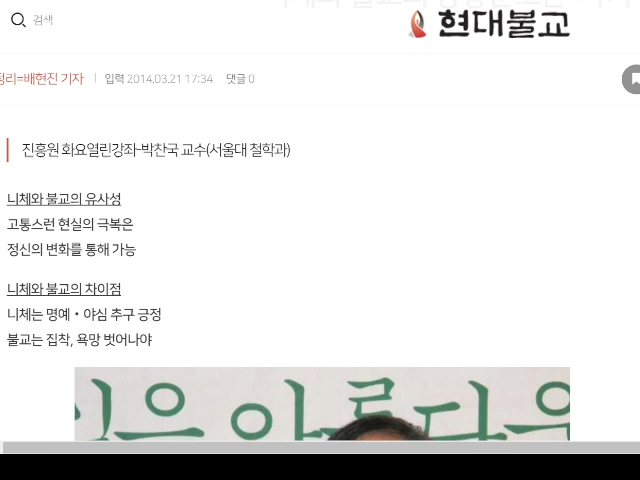 검색
현대불교
정리=배현진 기자 | 입력 2014.03.21 17:34 댓글 0
진흥원 화요열린강좌-박찬국 교수(서울대 철학과)
니체와 불교의 유사성
고통스런 현실의 극복은
정신의 변화를 통해 가능
니체와 불교의 차이점
니체는 명예·야심 추구 긍정
불교는 집착, 욕망 벗어나야